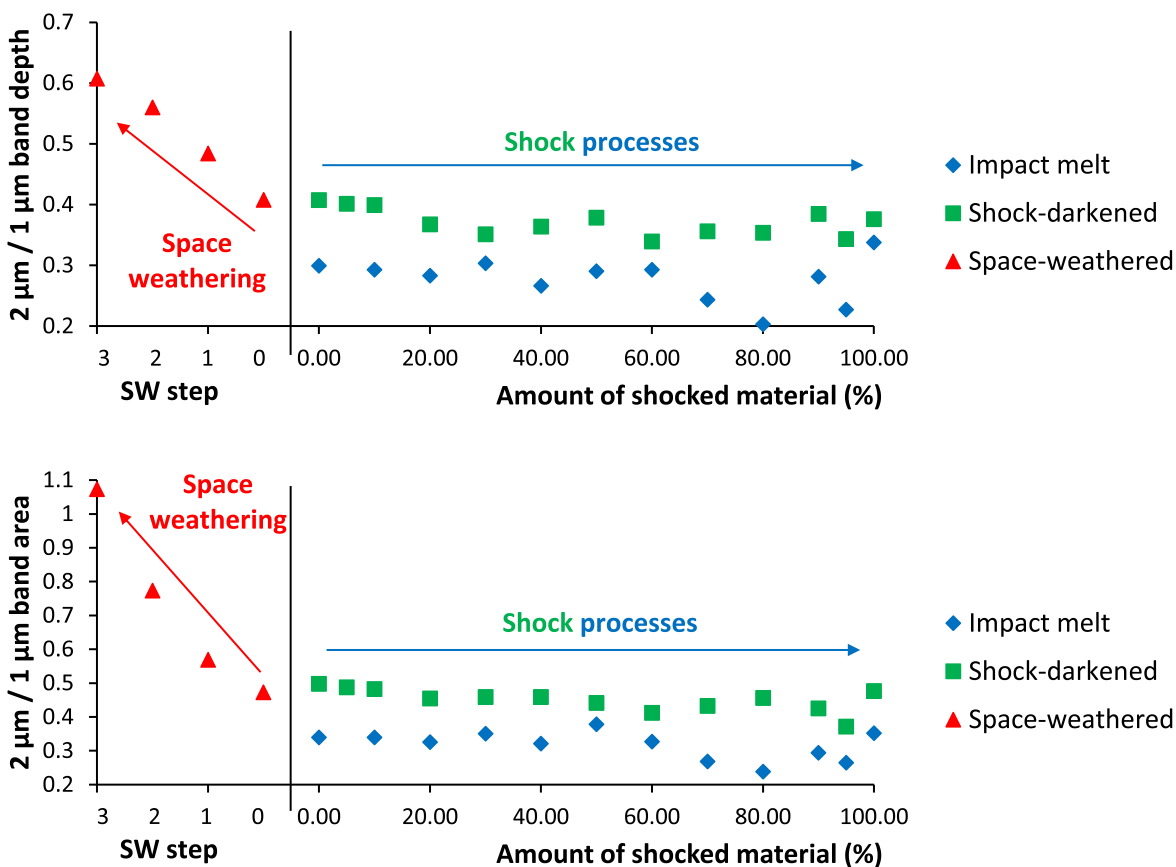 2 µm / 1 µm band depth
0.7
0.6
0.5
0.4
0.3
0.2
Space
weathering
Shock processes
3 2 1 0
SW step
0.00 20.00 40.00 60.00 80.00 100.00
Amount of shocked material (%)
Impact melt
Shock-darkened
Space-weathered
2 µm / 1 µm band area
1.1
1
0.9
0.8
0.7
0.6
0.5
0.4
0.3
0.2
Space
weathering
Shock processes
3 2 1 0
SW step
0.00 20.00 40.00 60.00 80.00 100.00
Amount of shocked material (%)
Impact melt
Shock-darkened
Space-weathered